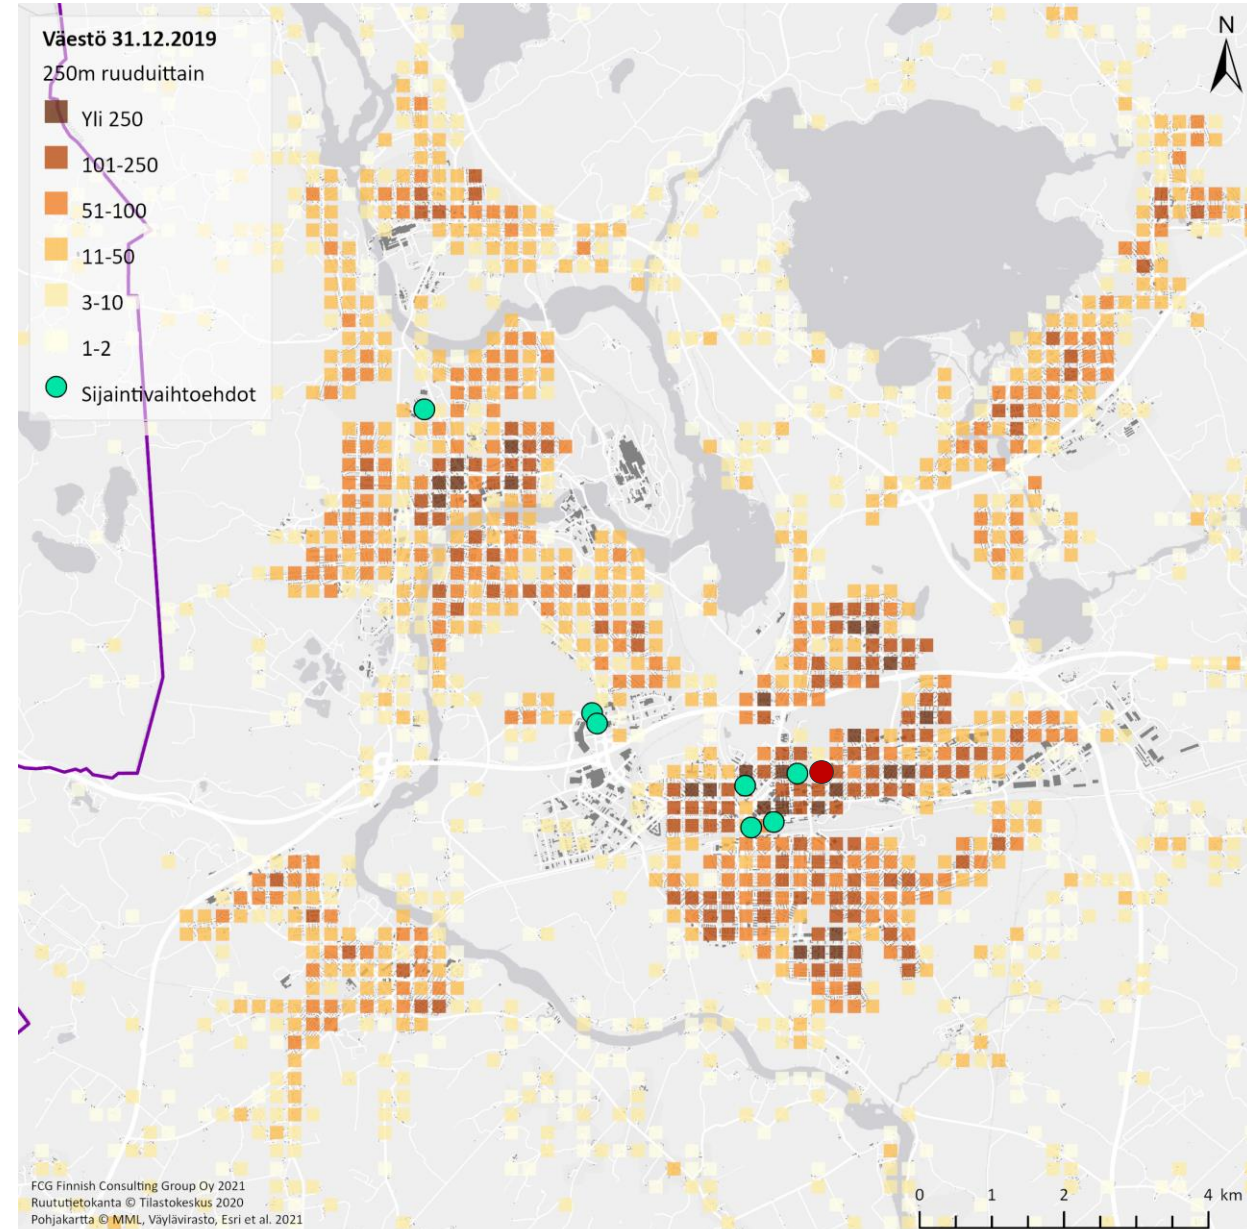 Väestö 31.12.2019
250m ruuduittain
Yli 250
101-250
51-100
11-50
3-10
1-2
Sijaintivaihtoehdot
N
FCG Finnish Consulting Group Oy 2021
Ruututietokanta © Tilastokeskus 2020
Pohjakartta © MML, Väylävirasto, Esri et al. 2021
0 1 2 4 km